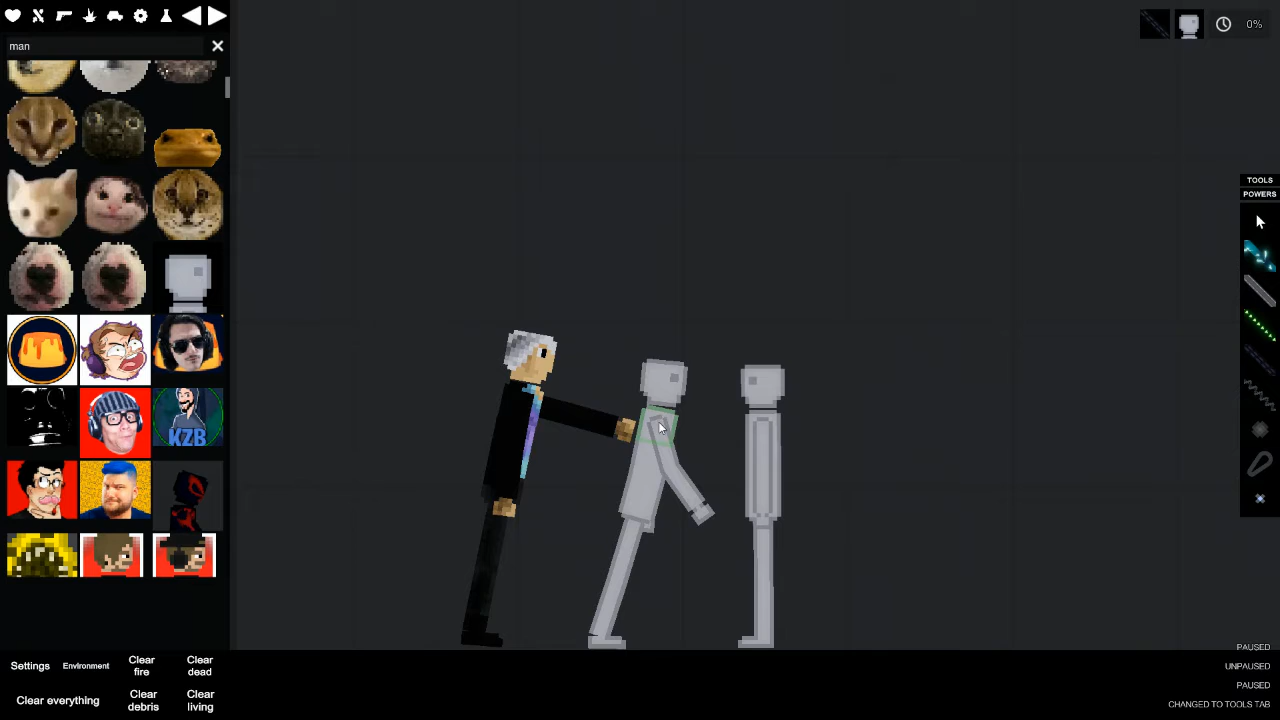 0%
man
TOOLS
POWERS
KZB
Settings
Environment
Clear
fire
Clear
dead
Clear everything
Clear
debris
Clear
living
PAUSED
UNPAUSED
PAUSED
CHANGED TO TOOLS TAB